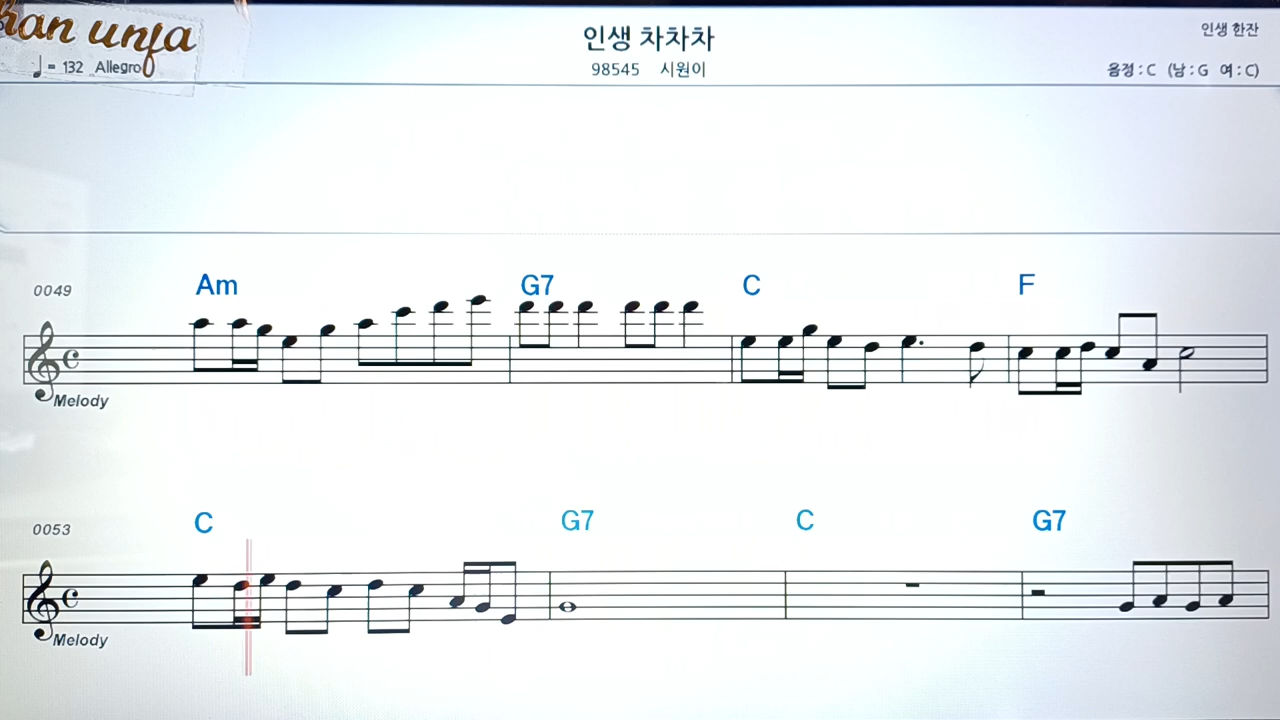 han unfa
인생 차차차
인생 한잔
♩ = 132 Allegro
98545 시원이
음정 : C (남 : G 여 : C)
0049
Am G7 C F
Melody
0053
C G7 C G7
Melody